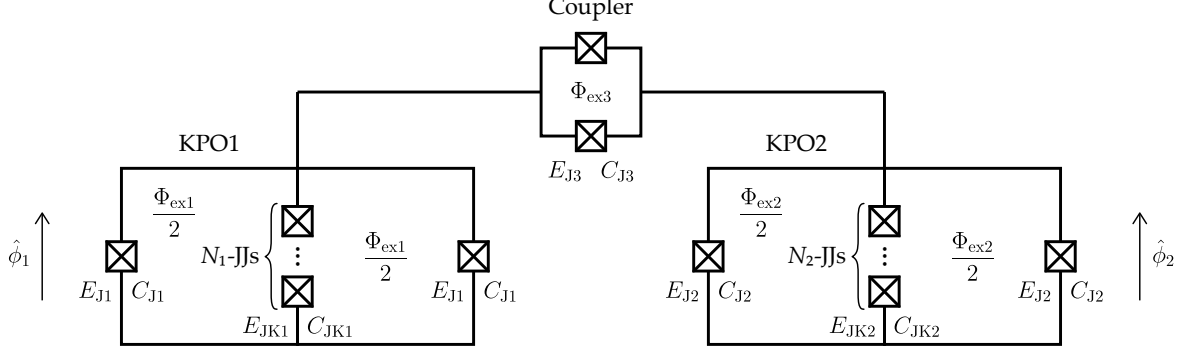 Coupler
Φex3
EJ3 CJ3
KPO1
Φex1
2
N1-JJs
⋮
Φex1
2
ϕ̂1
EJ1 CJ1
EJK1 CJK1
EJ1 CJ1
KPO2
Φex2
2
N2-JJs
⋮
Φex2
2
ϕ̂2
EJ2 CJ2
EJK2 CJK2
EJ2 CJ2